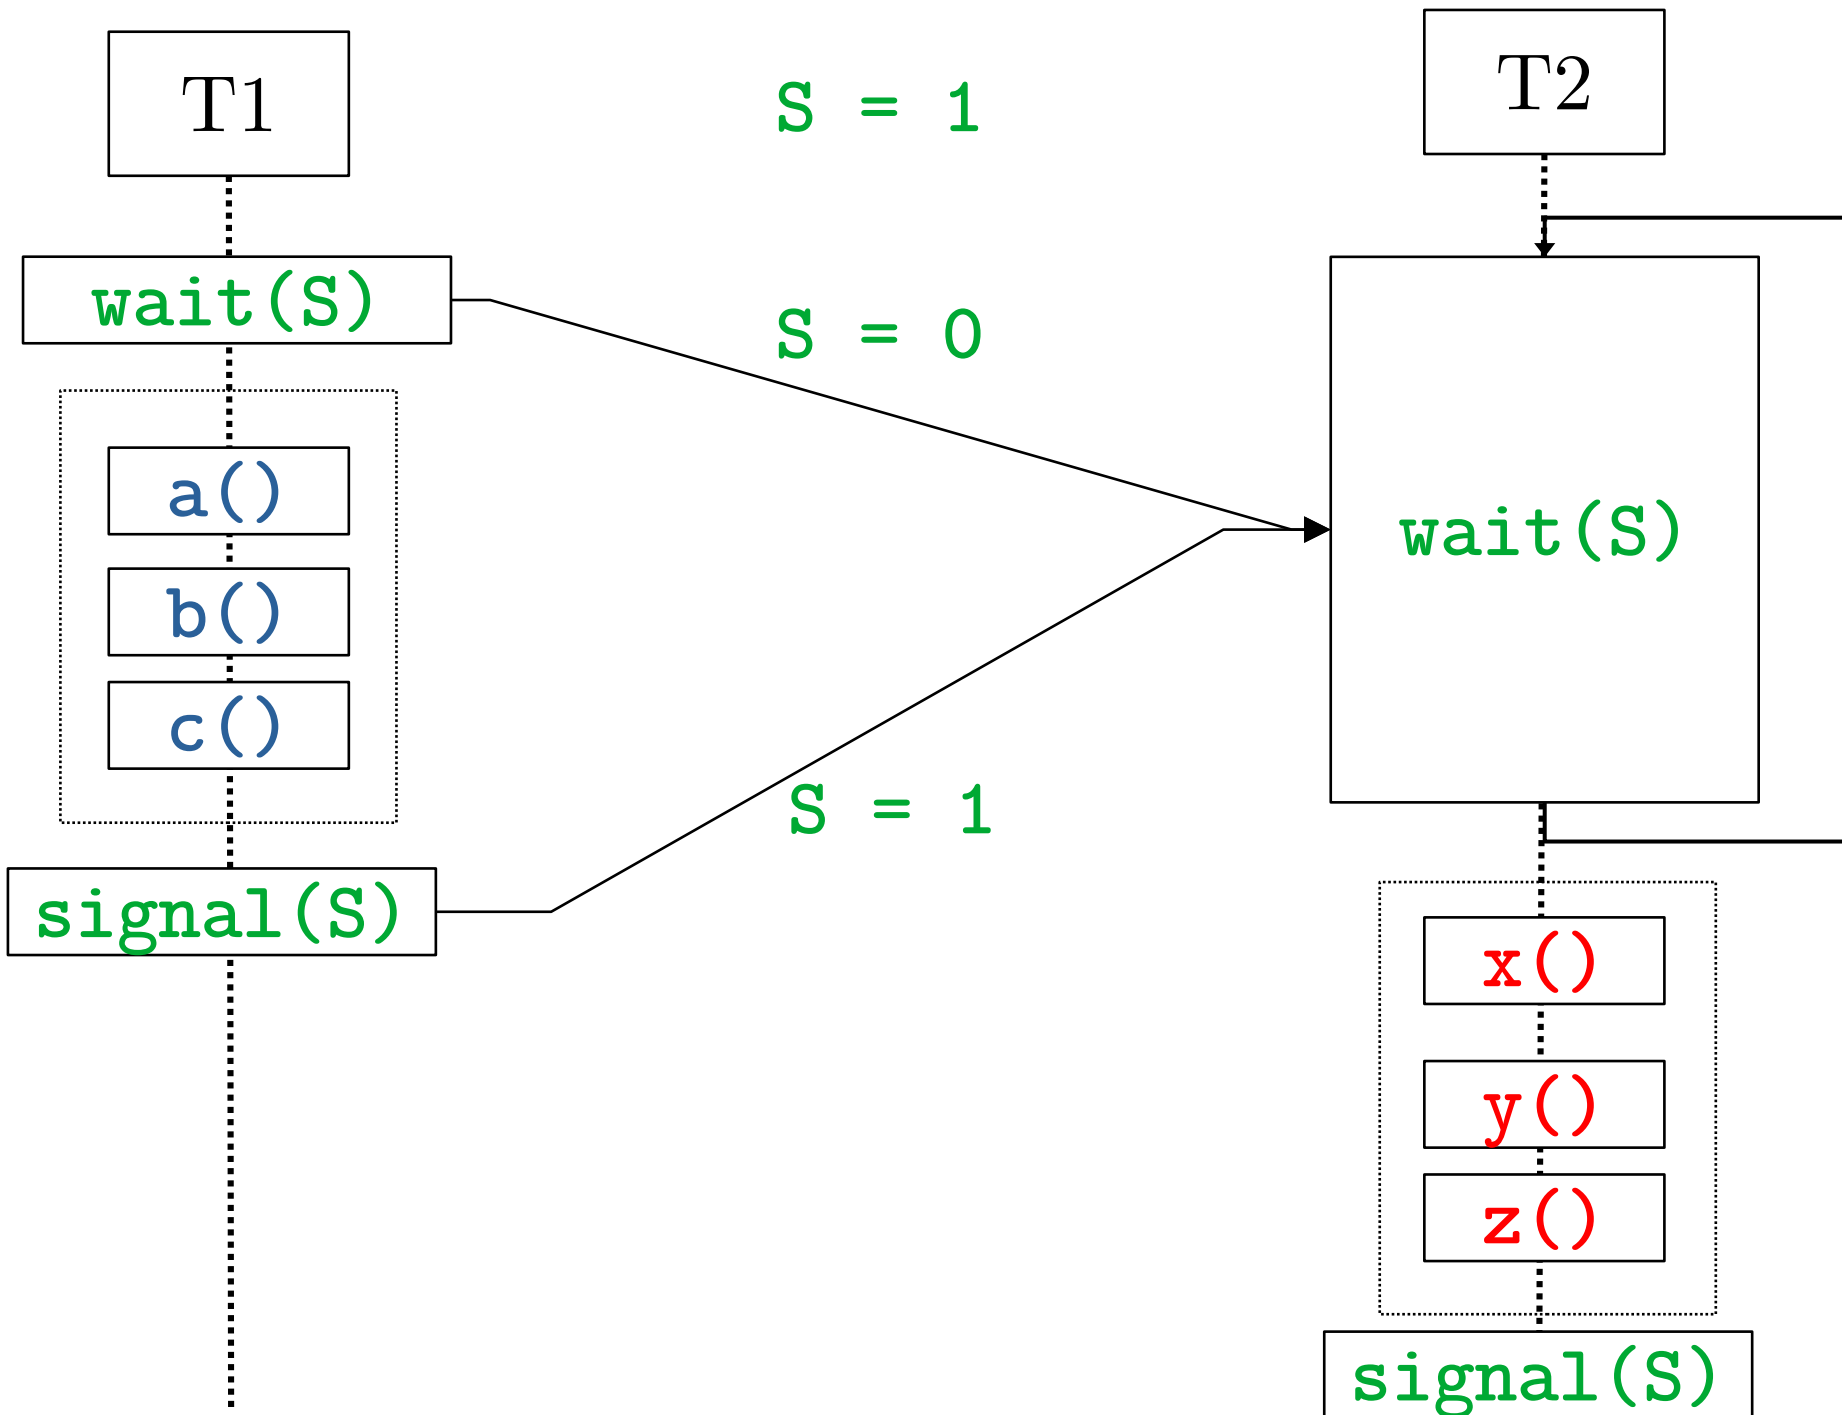 T1
S = 1
T2
wait(S)
S = 0
wait(S)
a()
b()
c()
S = 1
signal(S)
x()
y()
z()
signal(S)